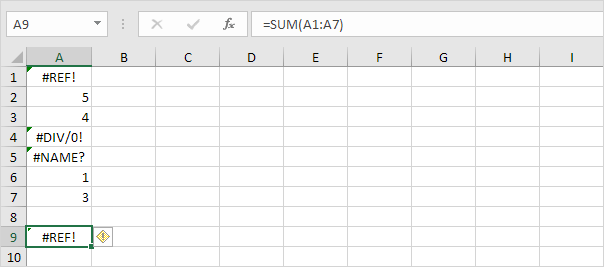 A9 fx =SUM(A1:A7)
A B C D E F G H I
1 #REF!
2 5
3 4
4 #DIV/0!
5 #NAME?
6 1
7 3
8
9 #REF!
10